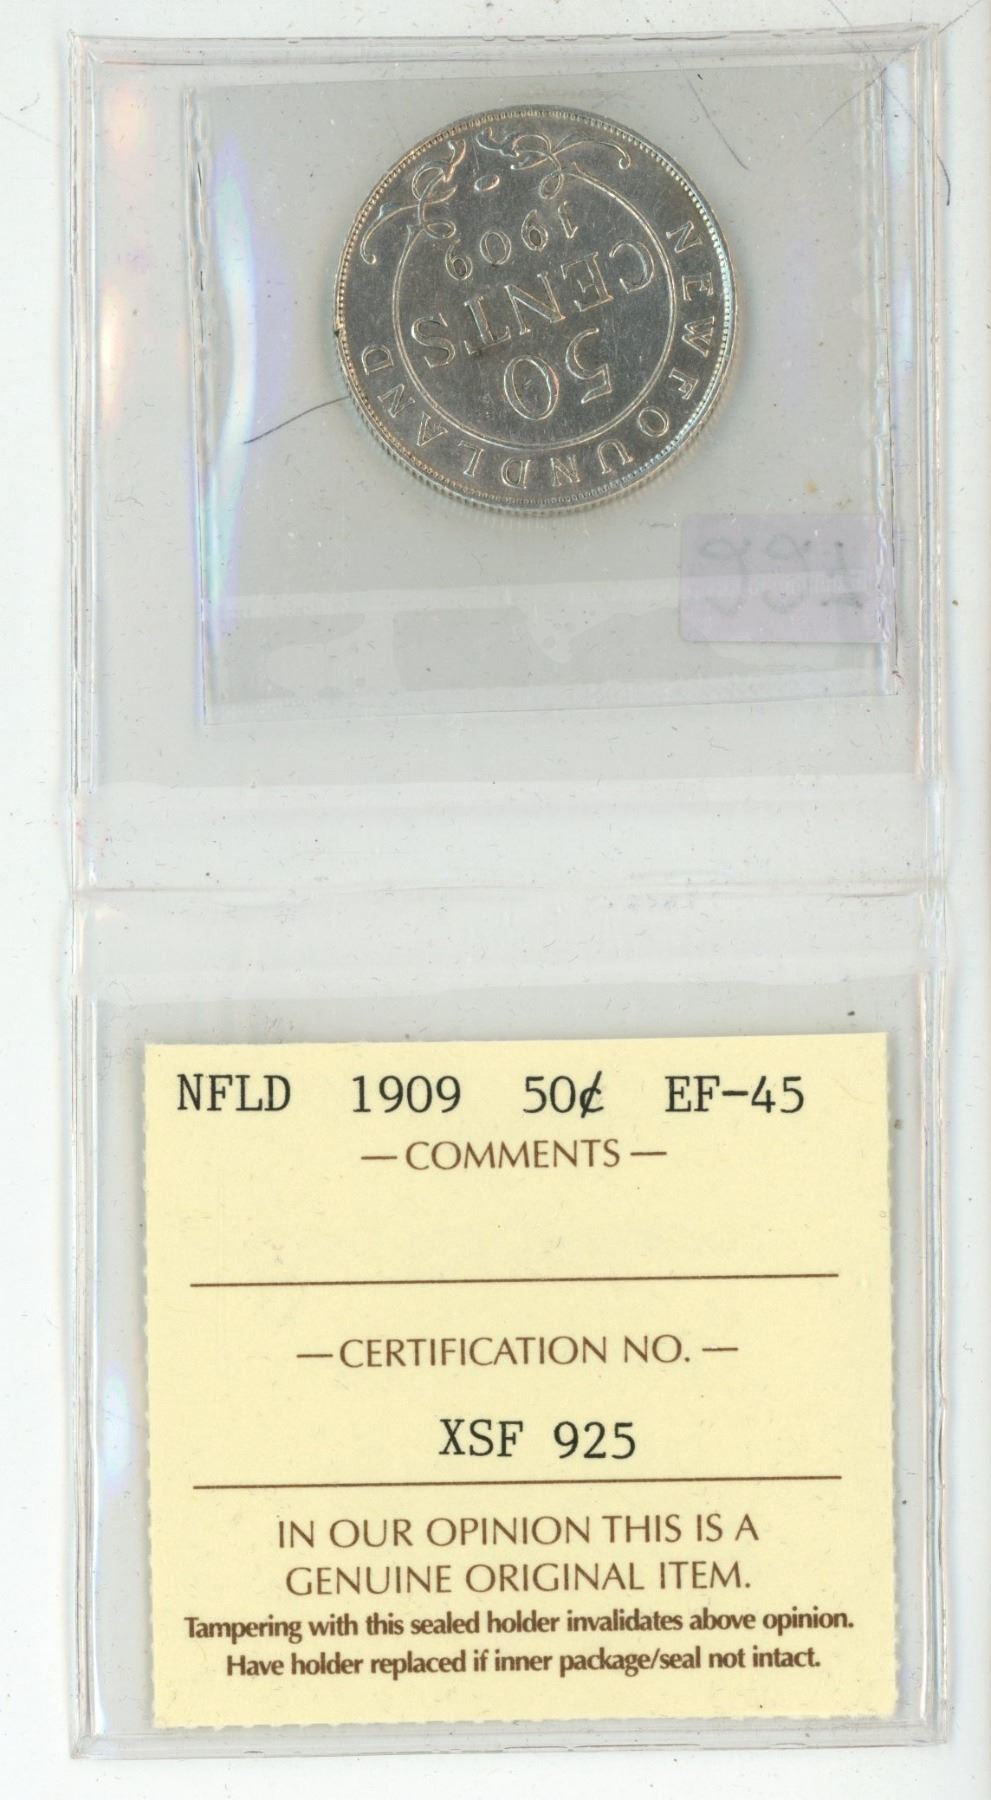 NEWFOUNDLAND
50
CENTS
1909
NFLD 1909 50¢ EF-45
— COMMENTS —
— CERTIFICATION NO. —
XSF 925
IN OUR OPINION THIS IS A
GENUINE ORIGINAL ITEM.
Tampering with this sealed holder invalidates above opinion.
Have holder replaced if inner package/seal not intact.